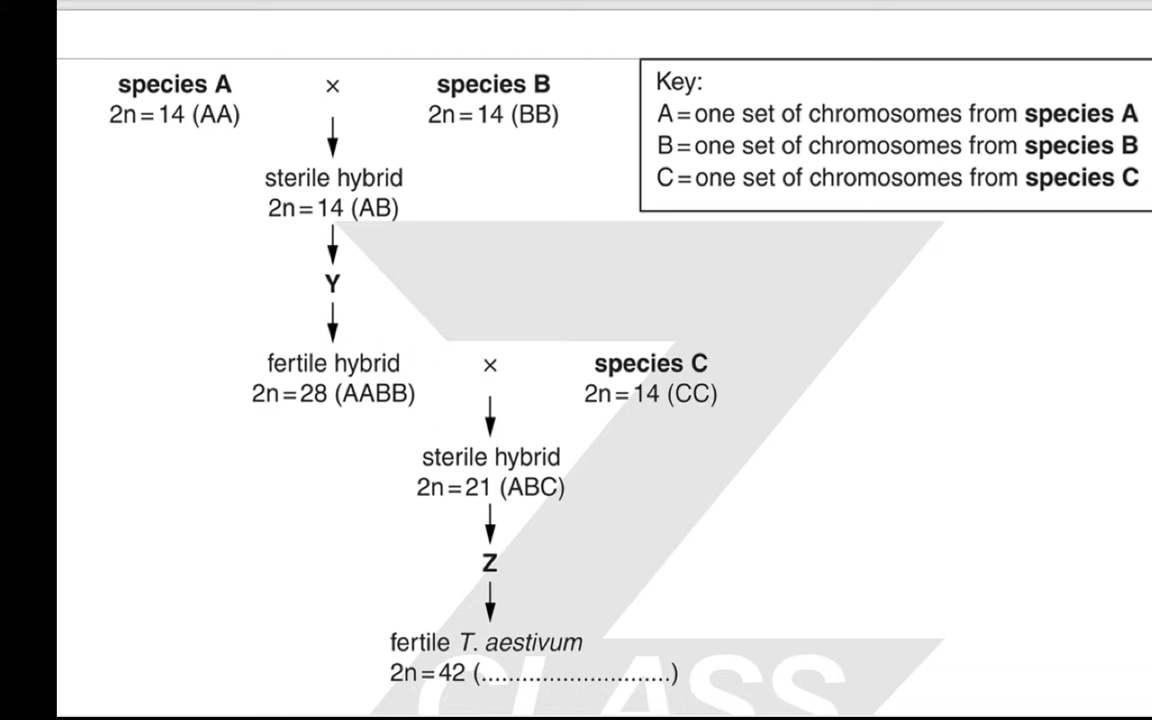 species A × species B
2n=14 (AA) 2n=14 (BB)
sterile hybrid
2n=14 (AB)
Y
fertile hybrid × species C
2n=28 (AABB) 2n=14 (CC)
sterile hybrid
2n=21 (ABC)
Z
fertile T. aestivum
2n=42 (............................)
Key:
A=one set of chromosomes from species A
B=one set of chromosomes from species B
C=one set of chromosomes from species C
CLASS